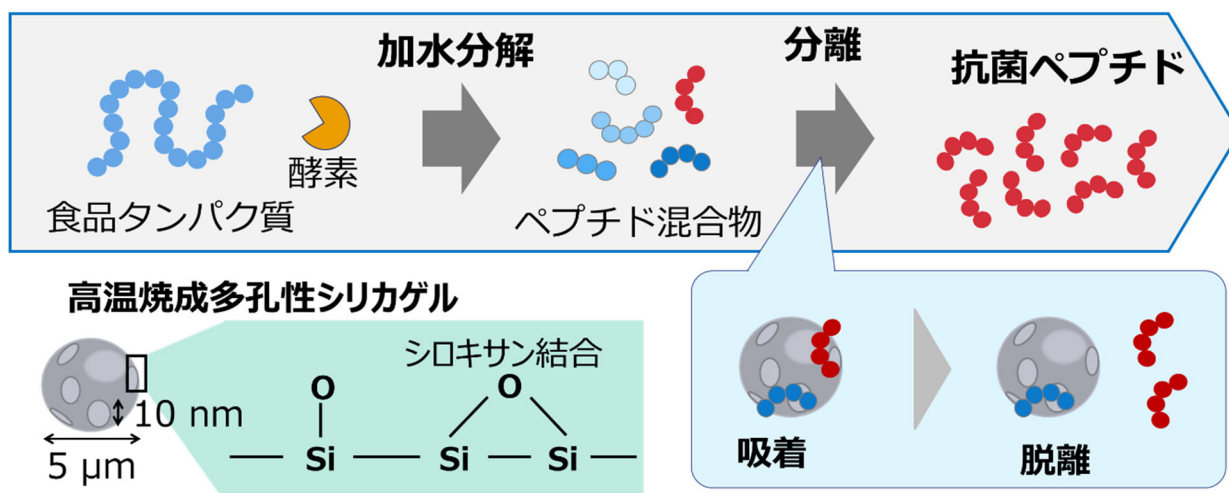 加水分解
分離
抗菌ペプチド
酵素
食品タンパク質
ペプチド混合物
高温焼成多孔性シリカゲル
シロキサン結合
O
O
10 nm
Si
Si
Si
5 μm
吸着
脱離